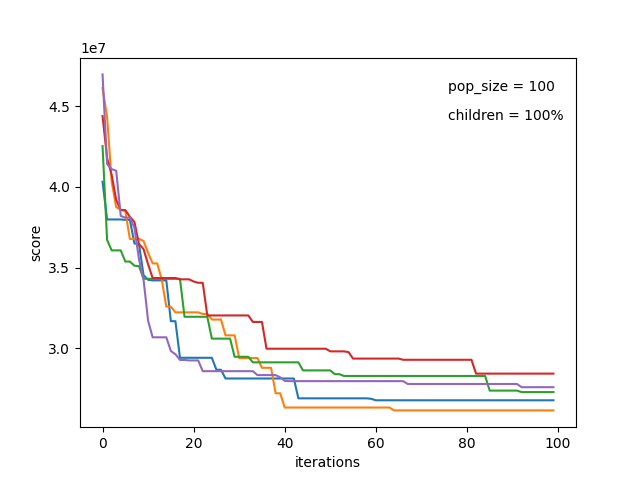 1e7
pop_size = 100
children = 100%
4.5
4.0
3.5
3.0
score
0 20 40 60 80 100
iterations